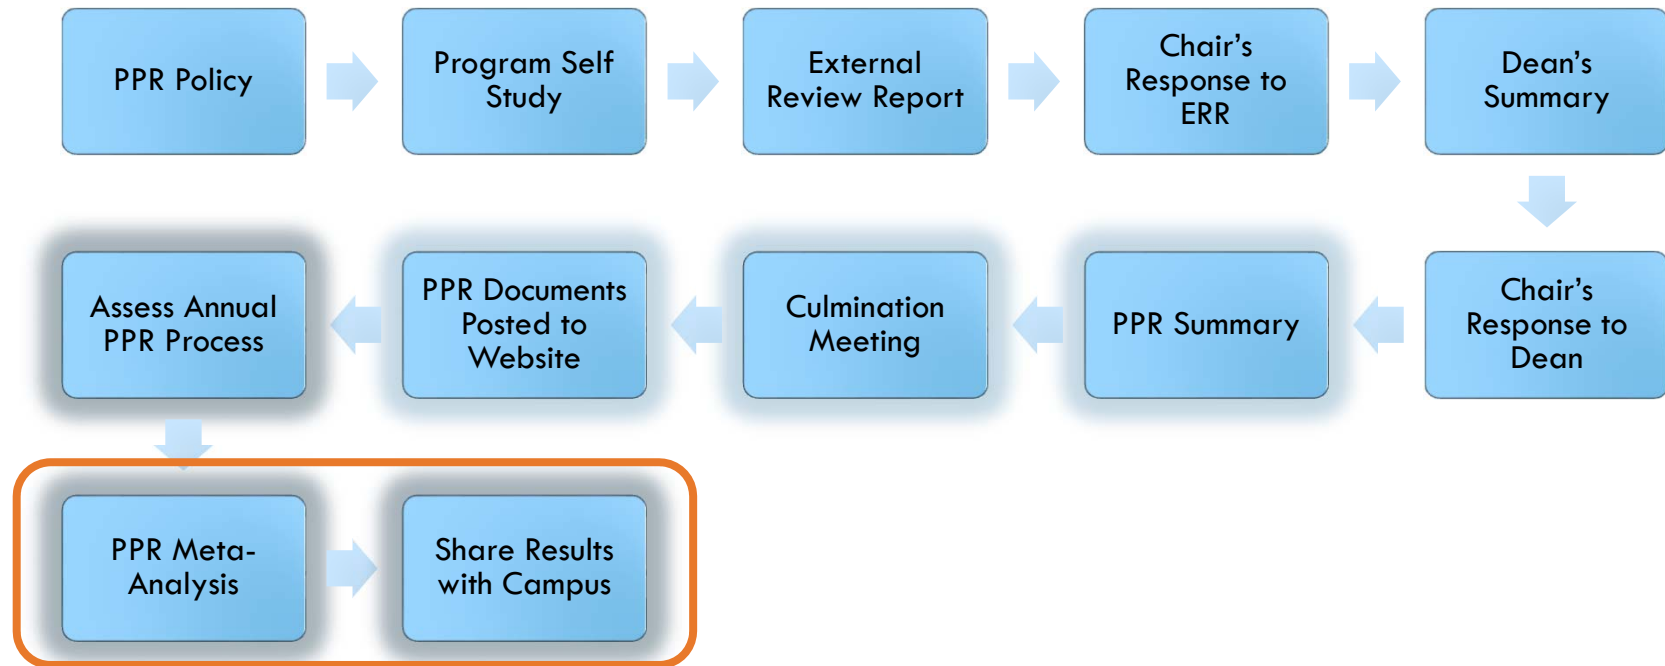 PPR Policy
Program Self
Study
External
Review Report
Chair’s
Response to
ERR
Dean’s
Summary
Chair’s
Response to
Dean
PPR Summary
Culmination
Meeting
PPR Documents
Posted to
Website
Assess Annual
PPR Process
PPR Meta-
Analysis
Share Results
with Campus